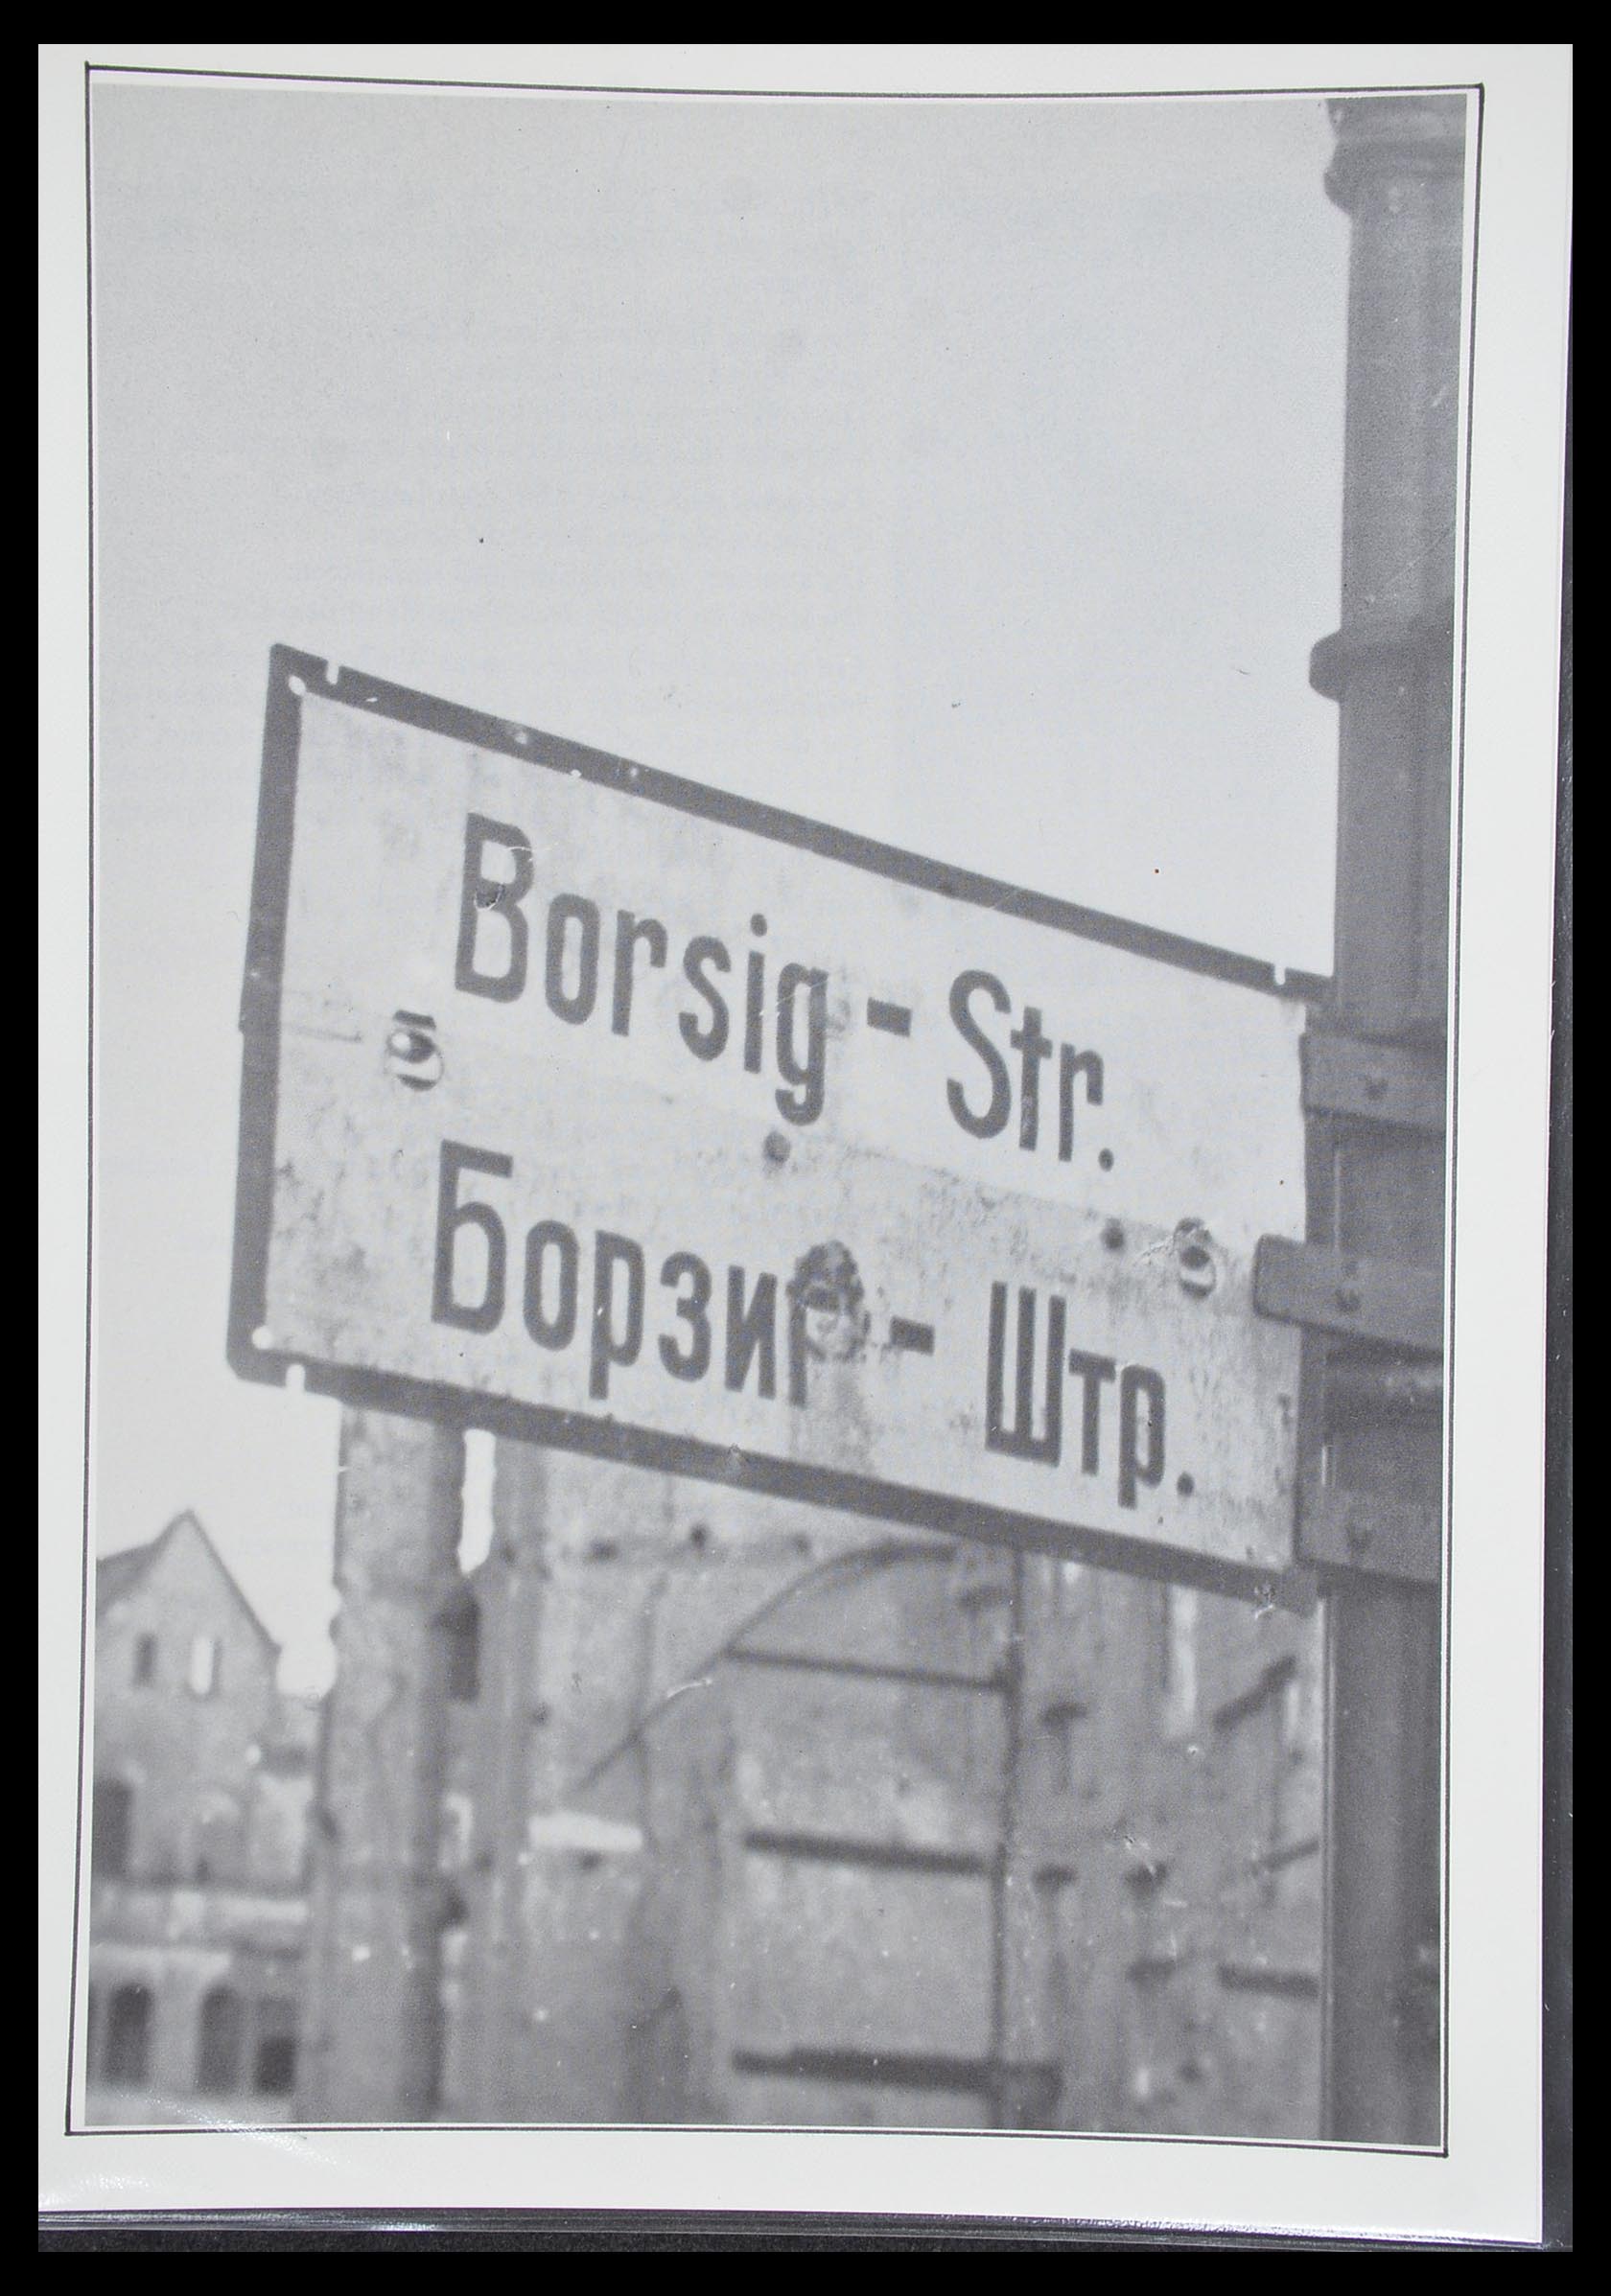 Borsig - Str.
Борзиг - Штр.